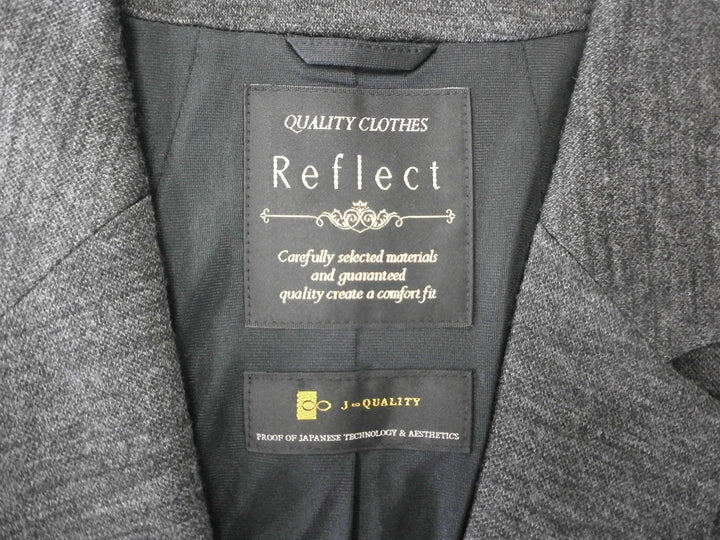 QUALITY CLOTHES
Reflect
Carefully selected materials
and guaranteed
quality create a comfort fit
J∞QUALITY
PROOF OF JAPANESE TECHNOLOGY & AESTHETICS